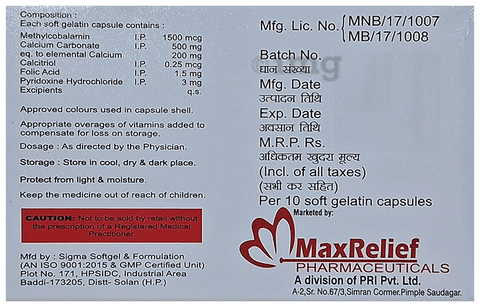 Composition :
Each soft gelatin capsule contains :
Methylcobalamin I.P. 1500 mcg
Calcium Carbonate I.P. 500 mg
eq. to elemental Calcium 200 mg
Calcitriol I.P. 0.25 mcg
Folic Acid I.P. 1.5 mg
Pyridoxine Hydrochloride I.P. 3 mg
Excipients q.s.
Approved colours used in capsule shell.
Appropriate overages of vitamins added to
compensate for loss on storage.
Dosage : As directed by the Physician.
Storage : Store in cool, dry & dark place.
Protect from light & moisture.
Keep the medicine out of reach of children.
CAUTION: Not to be sold by retail without
the prescription of a Registered Medical
Practitioner
Mfd by : Sigma Softgel & Formulation
(AN ISO 9001:2015 & GMP Certified Unit)
Plot No. 171, HPSIDC, Industrial Area
Baddi-173205, Distt- Solan (H.P.)
Mfg. Lic. No. MNB/17/1007
MB/17/1008
Batch No.
घान संख्या
Mfg. Date
उत्पादन तिथि
Exp. Date
अवसान तिथि
M.R.P. Rs.
अधिकतम खुदरा मूल्य
(Incl. of all taxes)
(सभी कर सहित)
Per 10 soft gelatin capsules
Marketed by:
MaxRelief
PHARMACEUTICALS
A division of PRI Pvt. Ltd.
A-2,Sr. No.67/3,Simran Corner,Pimple Saudagar.